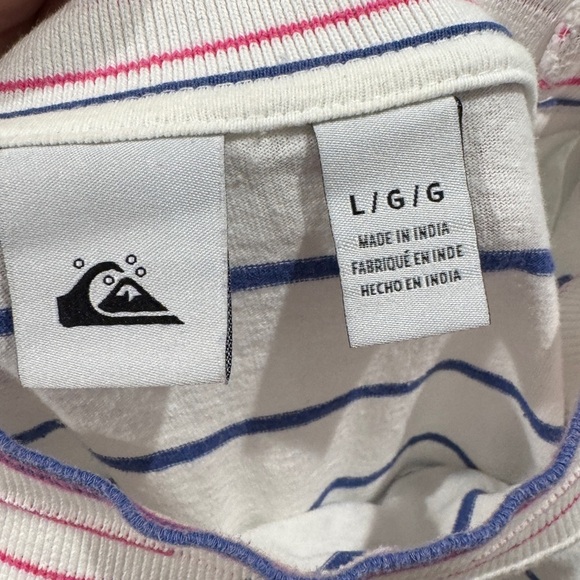 L/G/G
MADE IN INDIA
FABRIQUÉ EN INDE
HECHO EN INDIA